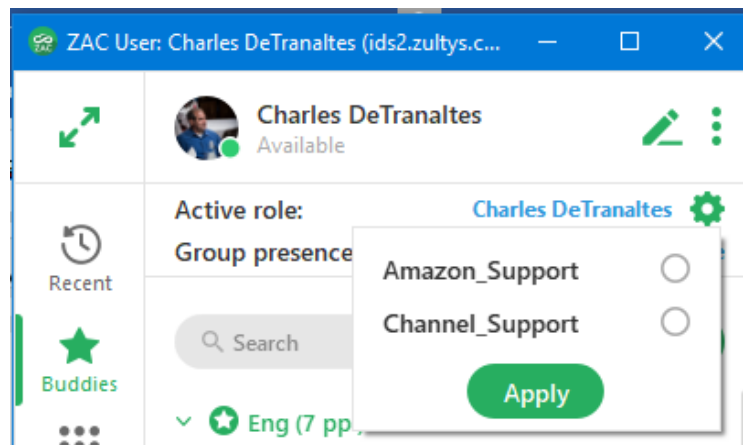 ZAC
ZAC User: Charles DeTranaltes (ids2.zultys.c...
Charles DeTranaltes
Available
Active role:
Charles DeTranaltes
Group presence
Recent
Amazon_Support
Channel_Support
Search
Buddies
Apply
Eng (7 pp